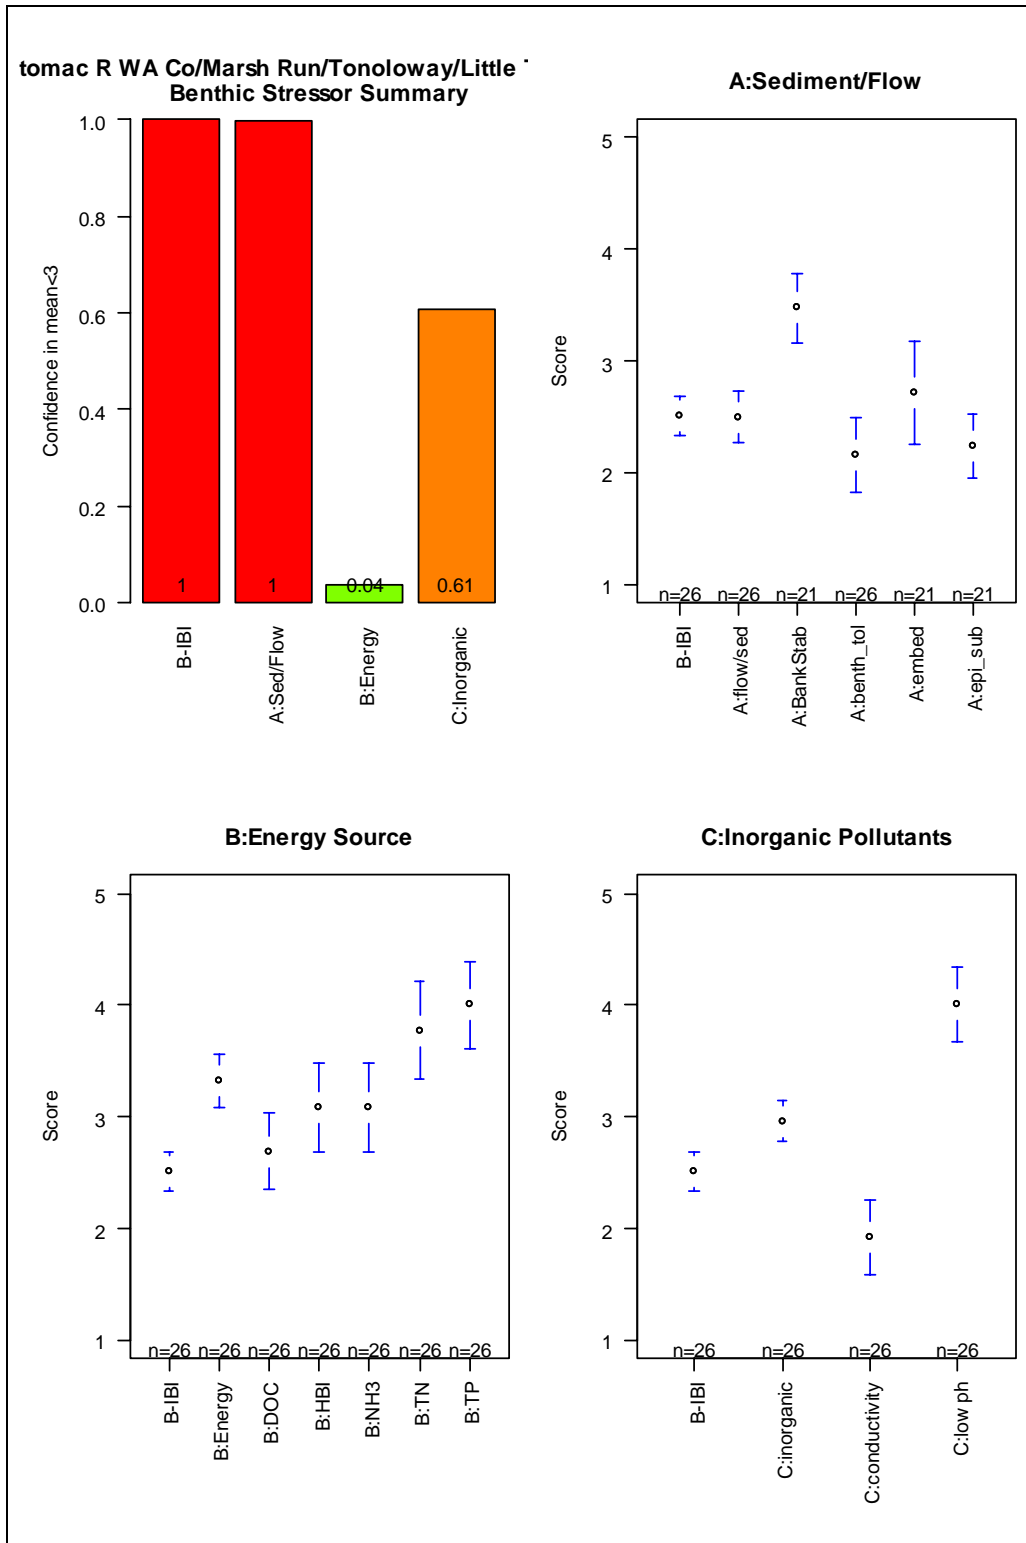 tomac R WA Co/Marsh Run/Tonoloway/Little T
Benthic Stressor Summary
Confidence in mean<3
1.0
0.8
0.6
0.4
0.2
0.0
1
1
0.04
0.61
B-IBI
A:Sed/Flow
B:Energy
C:Inorganic
A:Sediment/Flow
Score
5
4
3
2
1
n=26
n=26
n=21
n=26
n=21
n=21
B-IBI
A:flow/sed
A:BankStab
A:benth_tol
A:embed
A:epi_sub
B:Energy Source
Score
5
4
3
2
1
n=26
n=26
n=26
n=26
n=26
n=26
n=26
B-IBI
B:Energy
B:DOC
B:HBI
B:NH3
B:TN
B:TP
C:Inorganic Pollutants
Score
5
4
3
2
1
n=26
n=26
n=26
n=26
B-IBI
C:inorganic
C:conductivity
C:low ph